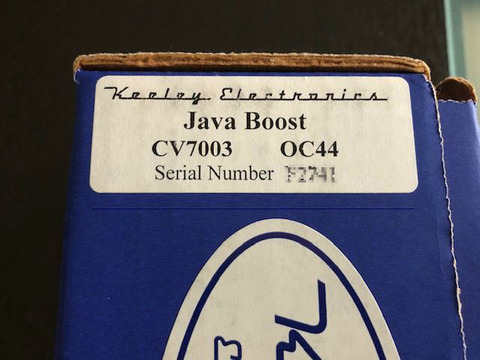 Keeley Electronics
Java Boost
CV7003 OC44
Serial Number